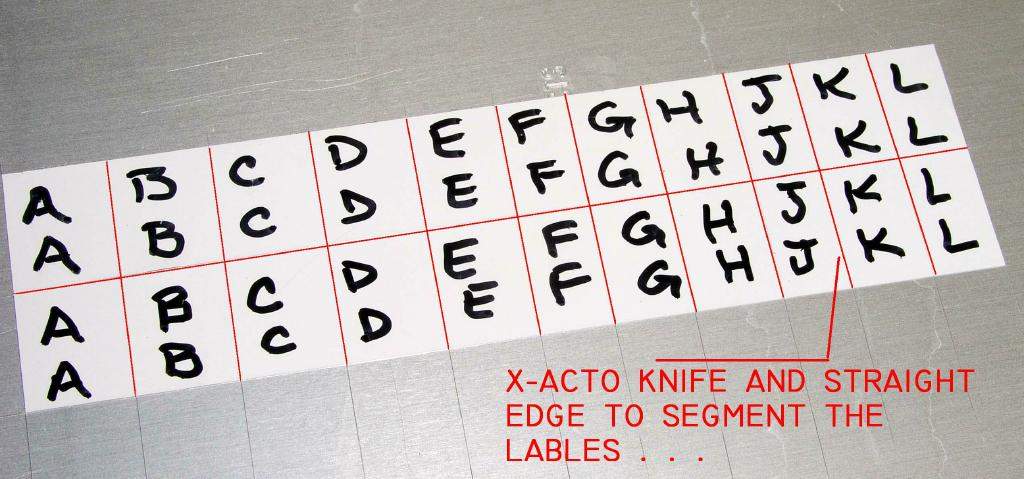 A B C D E F G H J K L
A B C D E F G H J K L
A B C D E F G H J K L
A B C D E F G H J K L
X-ACTO KNIFE AND STRAIGHT
EDGE TO SEGMENT THE
LABLES . . .